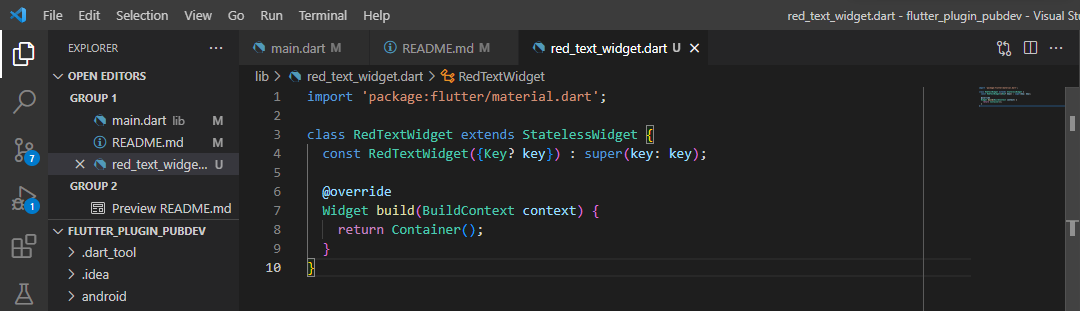 File Edit Selection View Go Run Terminal Help red_text_widget.dart - flutter_plugin_pubdev - Visual Stu
EXPLORER ...
main.dart M README.md M red_text_widget.dart U
OPEN EDITORS
GROUP 1
main.dart lib M
README.md M
red_text_widge... U
GROUP 2
Preview README.md
FLUTTER_PLUGIN_PUBDEV
.dart_tool
.idea
android
7
1
lib > red_text_widget.dart > RedTextWidget
1 import 'package:flutter/material.dart';
2
3 class RedTextWidget extends StatelessWidget {
4 const RedTextWidget({Key? key}) : super(key: key);
5
6 @override
7 Widget build(BuildContext context) {
8 return Container();
9 }
10 }